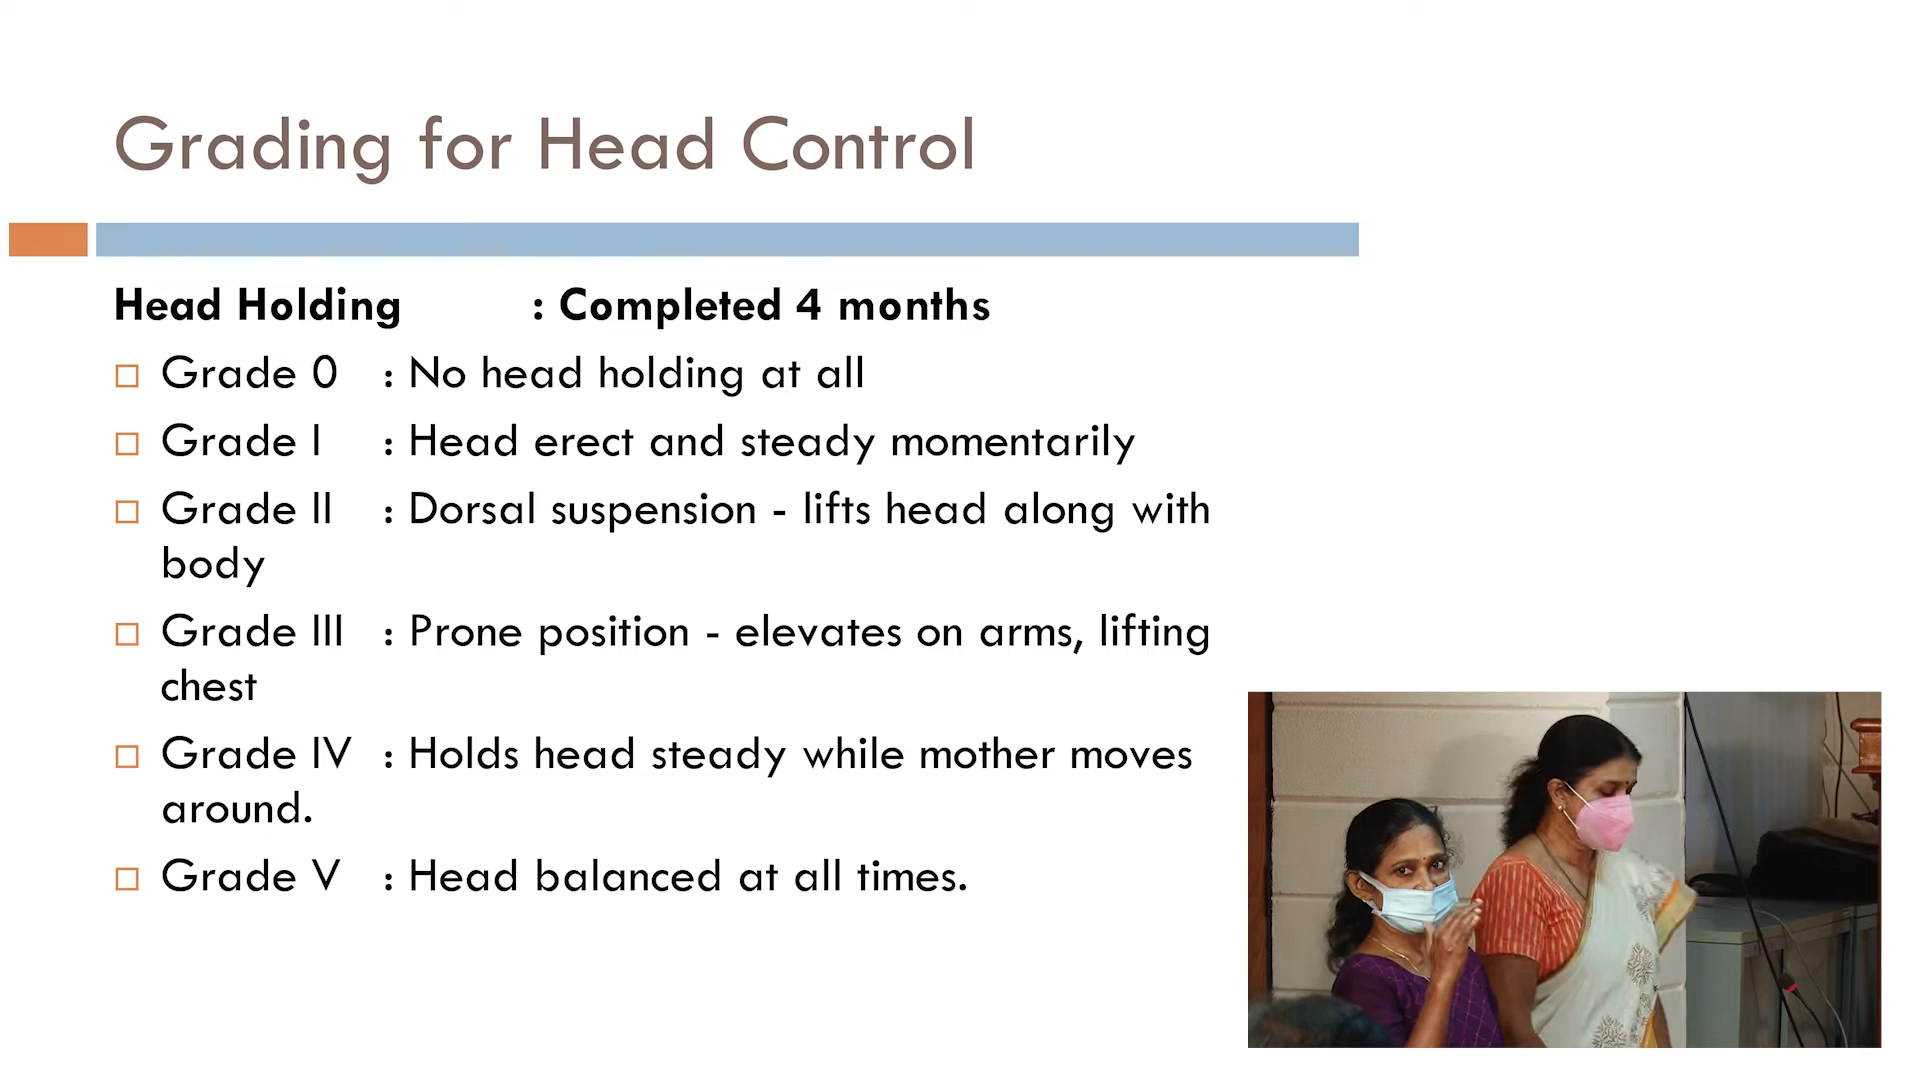 Grading for Head Control
Head Holding : Completed 4 months
Grade 0 : No head holding at all
Grade I : Head erect and steady momentarily
Grade II : Dorsal suspension - lifts head along with
body
Grade III : Prone position - elevates on arms, lifting
chest
Grade IV : Holds head steady while mother moves
around.
Grade V : Head balanced at all times.